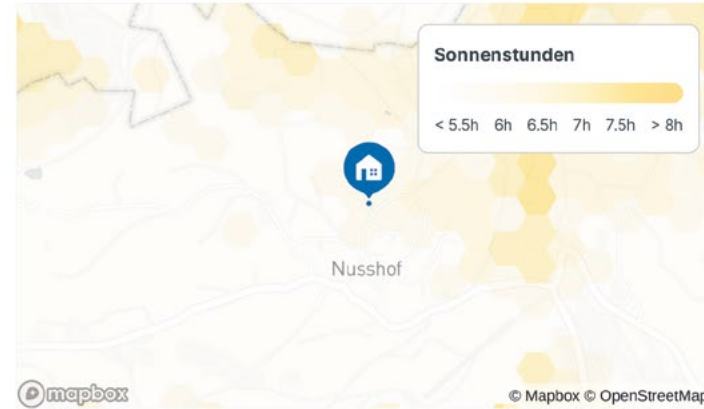 Sonnenstunden
< 5.5h 6h 6.5h 7h 7.5h > 8h
Nusshof
mapbox
© Mapbox © OpenStreetMap